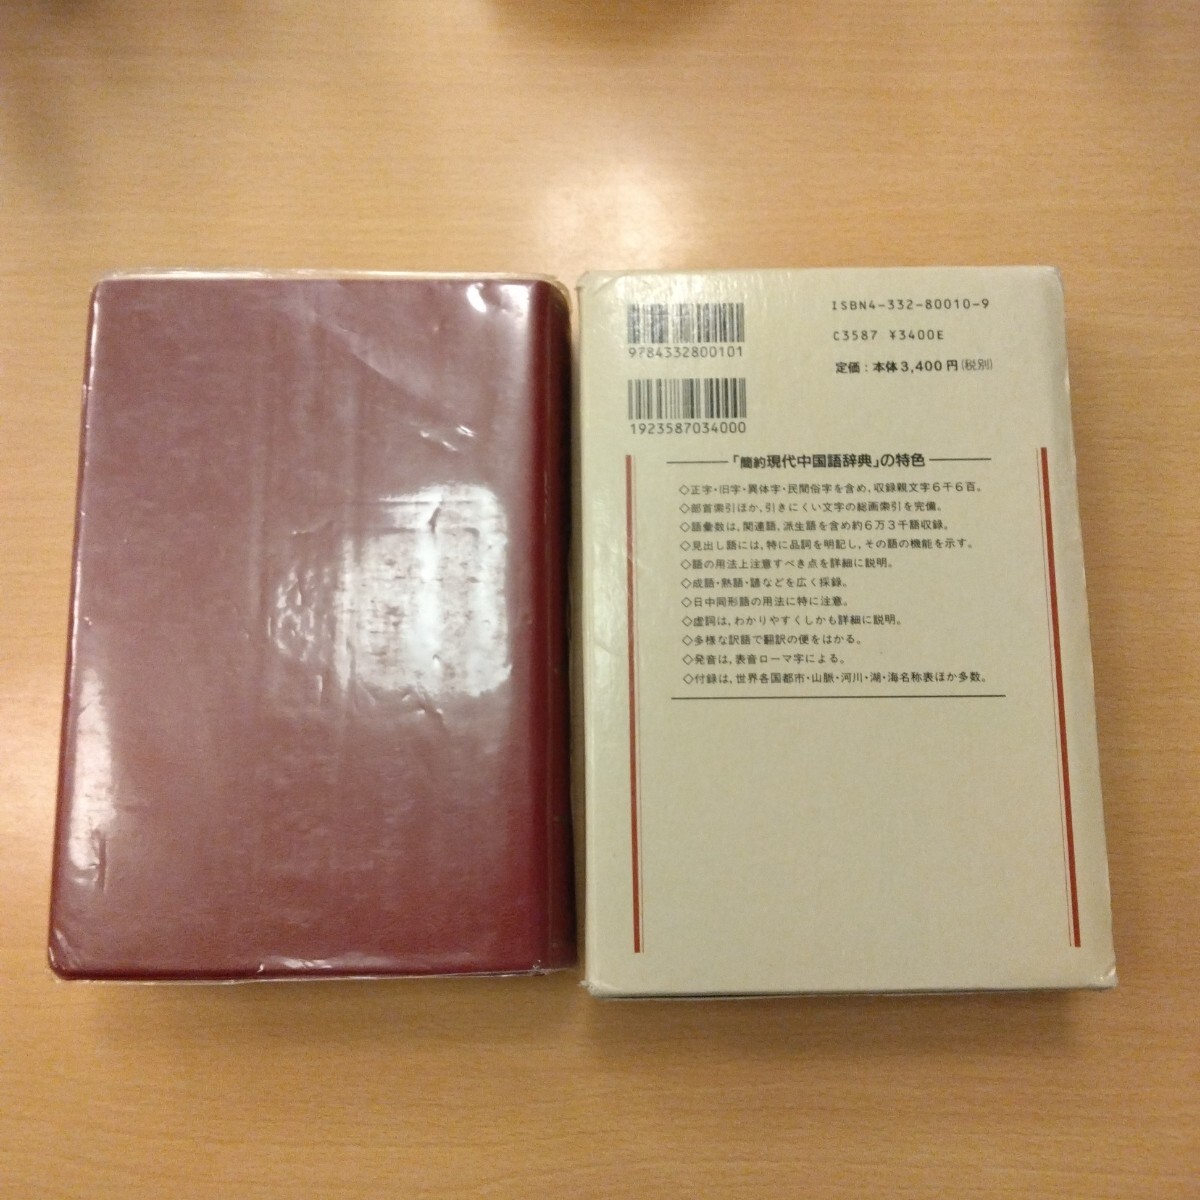 ISBN4-332-80010-9
9784332800101
C3587 ¥3400E
定価：本体3,400円(税別)
1923587034000
「簡約現代中国語辞典」の特色
◇正字・旧字・異体字・民間俗字を含め，収録親文字6千6百。
◇部首索引ほか，引きにくい文字の総画索引を完備。
◇語彙数は，関連語，派生語を含め約6万3千語収録。
◇見出し語には，特に品詞を明記し，その語の機能を示す。
◇語の用法上注意すべき点を詳細に説明。
◇成語・熟語・諺などを広く採録。
◇日中同形語の用法に特に注意。
◇虚詞は，わかりやすくしかも詳細に説明。
◇多様な訳語で翻訳の便をはかる。
◇発音は，表音ローマ字による。
◇付録は，世界各国都市・山脈・河川・湖・海名称表ほか多数。